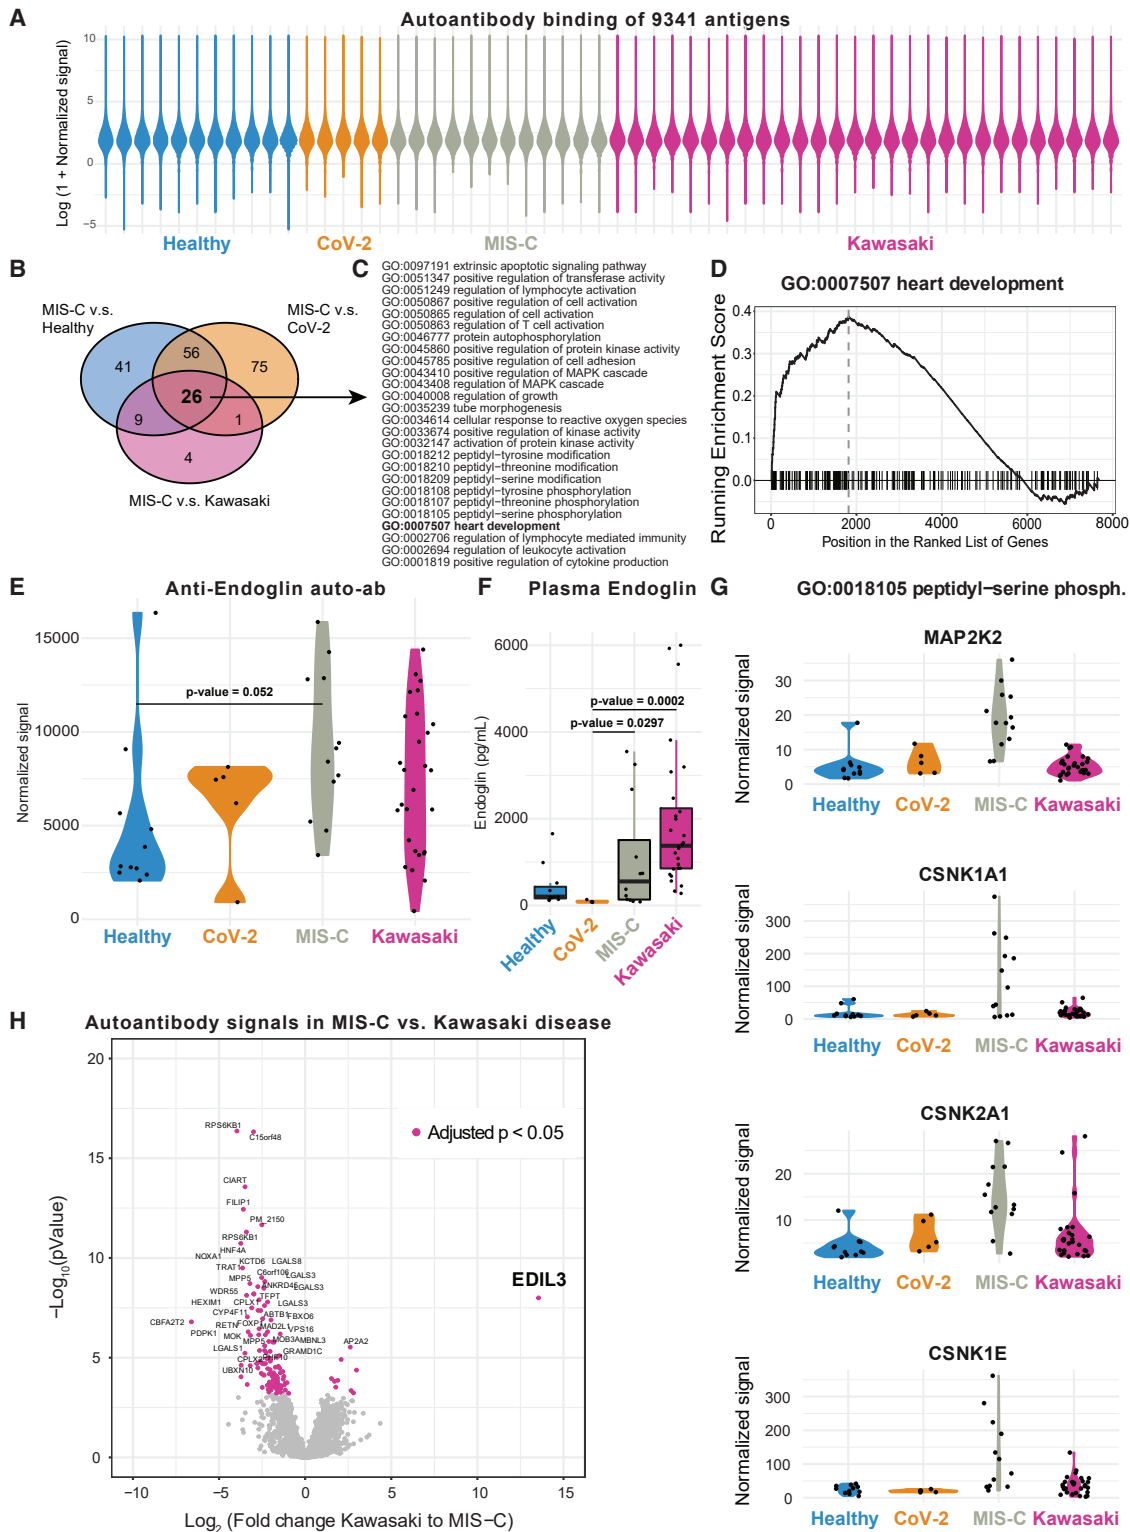 A
Autoantibody binding of 9341 antigens
Log (1 + Normalized signal)
10
5
0
−5
Healthy
CoV-2
MIS-C
Kawasaki
B
MIS-C v.s. Healthy
MIS-C v.s. CoV-2
41
56
75
26
9
1
4
MIS-C v.s. Kawasaki
C
GO:0097191 extrinsic apoptotic signaling pathway
GO:0051347 positive regulation of transferase activity
GO:0051249 regulation of lymphocyte activation
GO:0050867 positive regulation of cell activation
GO:0050865 regulation of cell activation
GO:0050863 regulation of T cell activation
GO:0046777 protein autophosphorylation
GO:0045860 positive regulation of protein kinase activity
GO:0045785 positive regulation of cell adhesion
GO:0043410 positive regulation of MAPK cascade
GO:0043408 regulation of MAPK cascade
GO:0040008 regulation of growth
GO:0035239 tube morphogenesis
GO:0034614 cellular response to reactive oxygen species
GO:0033674 positive regulation of kinase activity
GO:0032147 activation of protein kinase activity
GO:0018212 peptidyl−tyrosine modification
GO:0018210 peptidyl−threonine modification
GO:0018209 peptidyl−serine modification
GO:0018108 peptidyl−tyrosine phosphorylation
GO:0018107 peptidyl−threonine phosphorylation
GO:0018105 peptidyl−serine phosphorylation
GO:0007507 heart development
GO:0002706 regulation of lymphocyte mediated immunity
GO:0002694 regulation of leukocyte activation
GO:0001819 positive regulation of cytokine production
D
GO:0007507 heart development
Running Enrichment Score
0.4
0.3
0.2
0.1
0.0
0
2000
4000
6000
8000
Position in the Ranked List of Genes
E
Anti-Endoglin auto-ab
Normalized signal
15000
10000
5000
0
p-value = 0.052
Healthy
CoV-2
MIS-C
Kawasaki
F
Plasma Endoglin
Endoglin (pg/mL)
6000
4000
2000
0
p-value = 0.0002
p-value = 0.0297
Healthy
CoV-2
MIS-C
Kawasaki
G
GO:0018105 peptidyl−serine phosph.
MAP2K2
Normalized signal
30
20
10
0
Healthy
CoV-2
MIS-C
Kawasaki
CSNK1A1
Normalized signal
300
200
100
0
Healthy
CoV-2
MIS-C
Kawasaki
CSNK2A1
Normalized signal
20
10
Healthy
CoV-2
MIS-C
Kawasaki
CSNK1E
Normalized signal
300
200
100
0
Healthy
CoV-2
MIS-C
Kawasaki
H
Autoantibody signals in MIS-C vs. Kawasaki disease
−Log10(pValue)
20
15
10
5
0
Adjusted p < 0.05
RPS6KB1
C15orf48
CIART
FILIP1
PM_2150
RPS6KB1
HNF4A
NOXA1
KCTD6
LGALS8
TRAT1
C6orf106
LGALS3
MPP5
ANKRD45
LGALS3
WDR55
TFPT
HEXIM1
CPLX1
LGALS3
CYP4F11
ABTB1
FBXO6
CBFA2T2
RETN
FOXP1
MAD2L1
VPS16
PDPK1
MOK
MPP5
MOB3A
MBNL3
AP2A2
LGALS1
GRAMD1C
CPLX2
UBXN10
EDIL3
−10
−5
0
5
10
15
Log2 (Fold change Kawasaki to MIS−C)